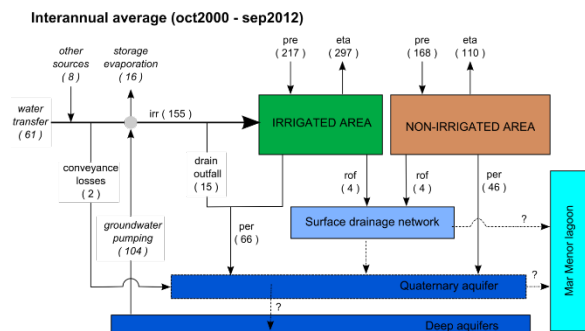 Interannual average (oct2000 - sep2012)
other
sources
( 8 )
storage
evaporation
( 16 )
pre
( 217 )
eta
( 297 )
pre
( 168 )
eta
( 110 )
water
transfer
( 61 )
irr ( 155 )
IRRIGATED AREA
NON-IRRIGATED AREA
conveyance
losses
( 2 )
drain
outfall
( 15 )
rof
( 4 )
rof
( 4 )
per
( 46 )
groundwater
pumping
( 104 )
per
( 66 )
Surface drainage network
?
Mar Menor lagoon
Quaternary aquifer
?
?
Deep aquifers